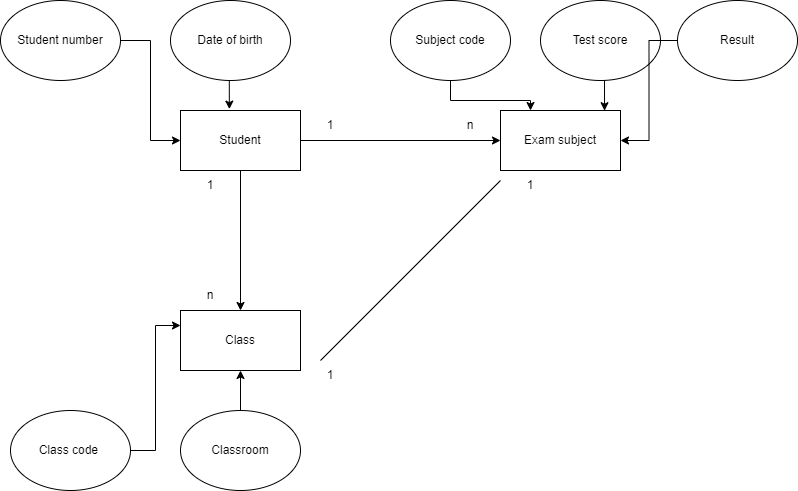 Student number
Date of birth
Subject code
Test score
Result
1
n
Student
Exam subject
1
1
n
Class
1
Class code
Classroom